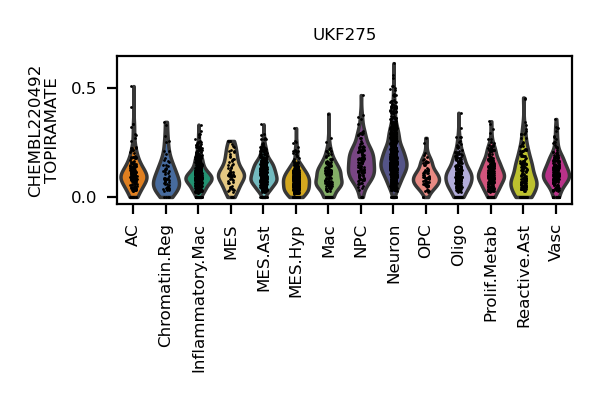 UKF275
CHEMBL220492
TOPIRAMATE
0.5
0.0
AC
Chromatin.Reg
Inflammatory.Mac
MES
MES.Ast
MES.Hyp
Mac
NPC
Neuron
OPC
Oligo
Prolif.Metab
Reactive.Ast
Vasc